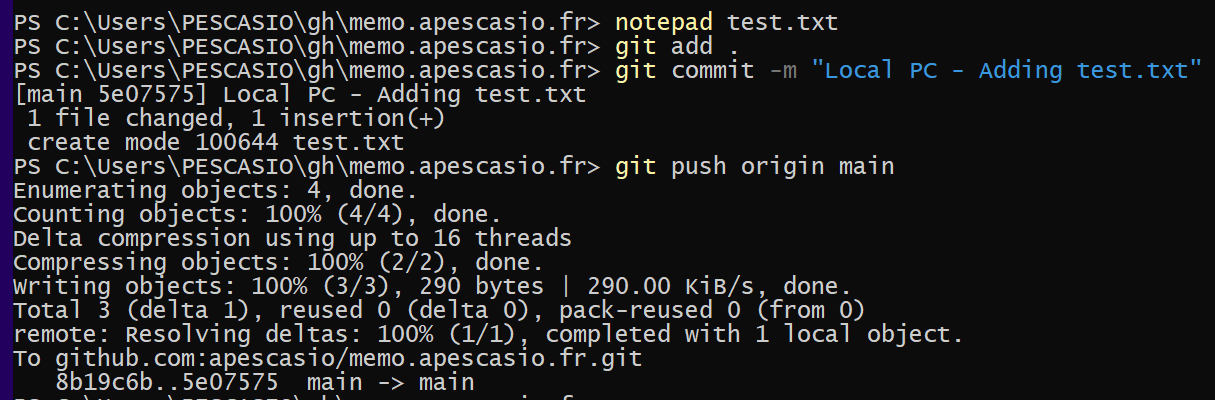 PS C:\Users\PESCASIO\gh\memo.apescasio.fr> notepad test.txt
PS C:\Users\PESCASIO\gh\memo.apescasio.fr> git add .
PS C:\Users\PESCASIO\gh\memo.apescasio.fr> git commit -m "Local PC - Adding test.txt"
[main 5e07575] Local PC - Adding test.txt
 1 file changed, 1 insertion(+)
 create mode 100644 test.txt
PS C:\Users\PESCASIO\gh\memo.apescasio.fr> git push origin main
Enumerating objects: 4, done.
Counting objects: 100% (4/4), done.
Delta compression using up to 16 threads
Compressing objects: 100% (2/2), done.
Writing objects: 100% (3/3), 290 bytes | 290.00 KiB/s, done.
Total 3 (delta 1), reused 0 (delta 0), pack-reused 0 (from 0)
remote: Resolving deltas: 100% (1/1), completed with 1 local object.
To github.com:apescasio/memo.apescasio.fr.git
   8b19c6b..5e07575  main -> main